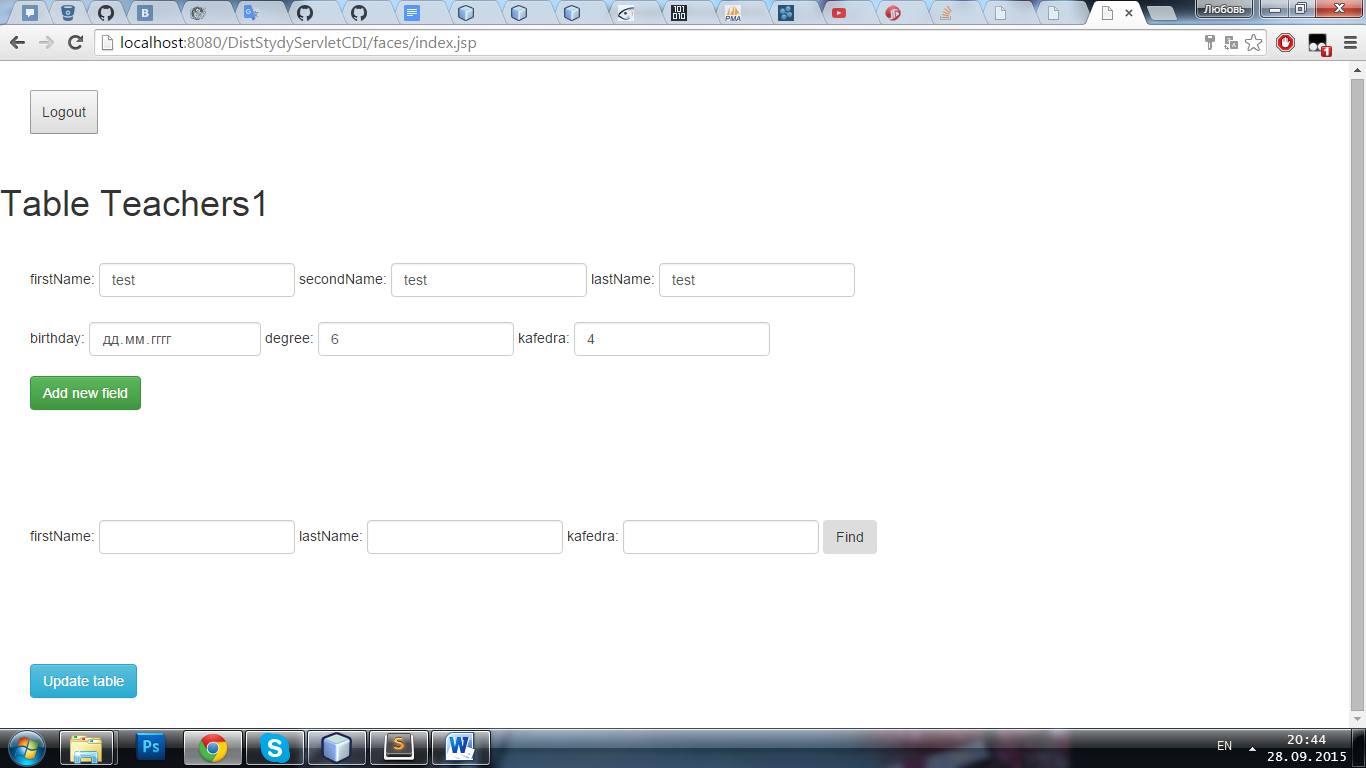 Любовь
localhost:8080/DistStydyServletCDI/faces/index.jsp
1
Logout
Table Teachers1
firstName: test secondName: test lastName: test
birthday: дд.мм.гггг degree: 6 kafedra: 4
Add new field
firstName: lastName: kafedra: Find
Update table
EN 20:44
28.09.2015